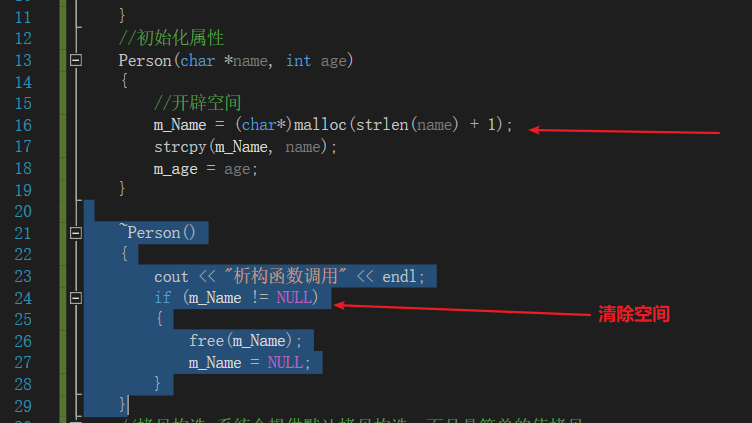 11 }
12 //初始化属性
13 Person(char *name, int age)
14 {
15 //开辟空间
16 m_Name = (char*)malloc(strlen(name) + 1);
17 strcpy(m_Name, name);
18 m_age = age;
19 }
20
21 ~Person()
22 {
23 cout << "析构函数调用" << endl;
24 if (m_Name != NULL)
25 {
清除空间
26 free(m_Name);
27 m_Name = NULL;
28 }
29 }